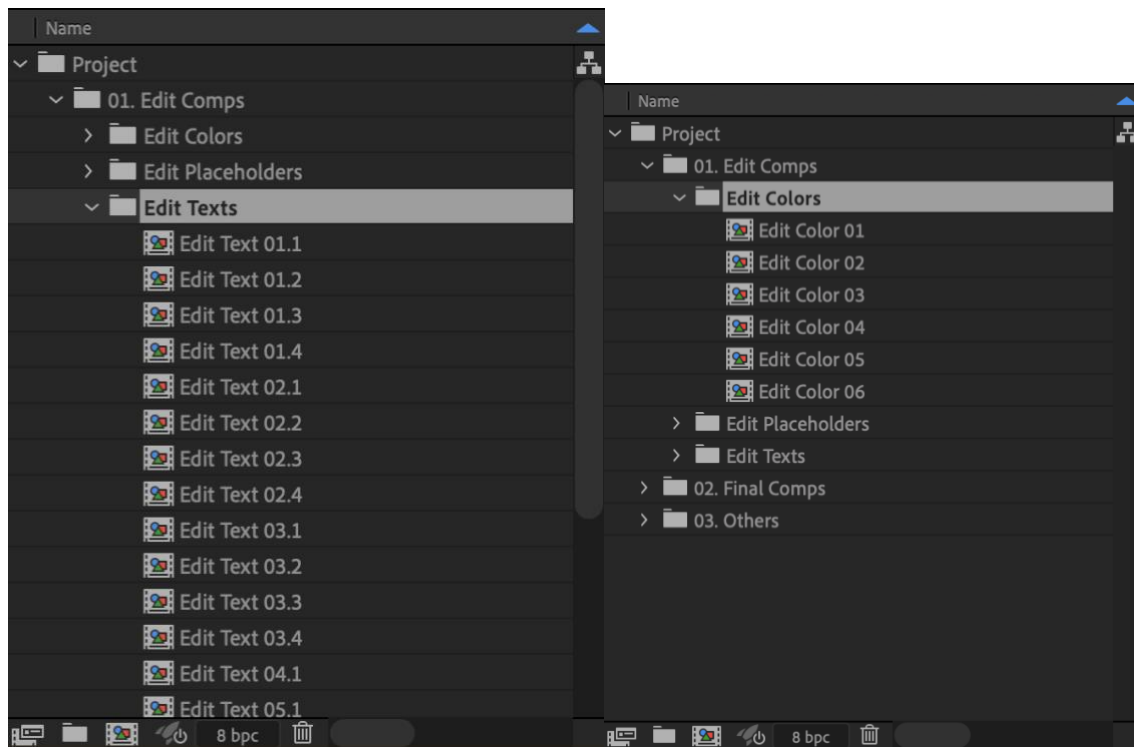 Name
Project
01. Edit Comps
Edit Colors
Edit Placeholders
Edit Texts
Edit Text 01.1
Edit Text 01.2
Edit Text 01.3
Edit Text 01.4
Edit Text 02.1
Edit Text 02.2
Edit Text 02.3
Edit Text 02.4
Edit Text 03.1
Edit Text 03.2
Edit Text 03.3
Edit Text 03.4
Edit Text 04.1
Edit Text 05.1
8 bpc
Name
Project
01. Edit Comps
Edit Colors
Edit Color 01
Edit Color 02
Edit Color 03
Edit Color 04
Edit Color 05
Edit Color 06
Edit Placeholders
Edit Texts
02. Final Comps
03. Others
8 bpc